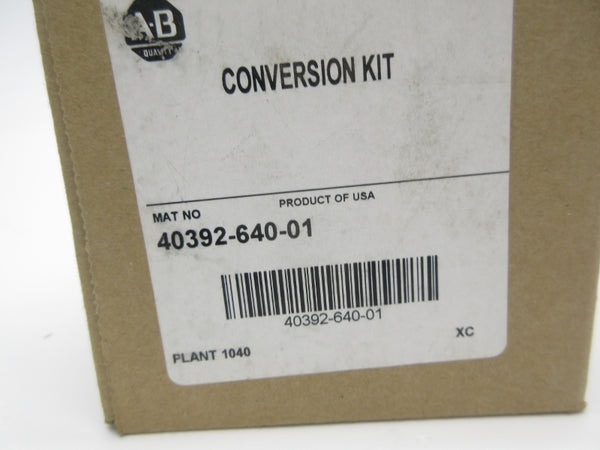 A-B
QUALITY
CONVERSION KIT
PRODUCT OF USA
MAT NO
40392-640-01
40392-640-01
XC
PLANT 1040